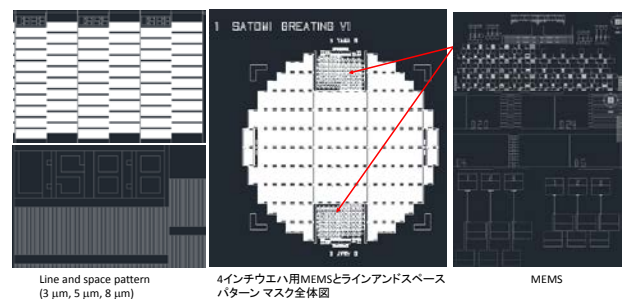 1 SATOMI GREATING V1
Line and space pattern
(3 μm, 5 μm, 8 μm)
4インチウエハ用MEMSとラインアンドスペース
パターン マスク全体図
MEMS